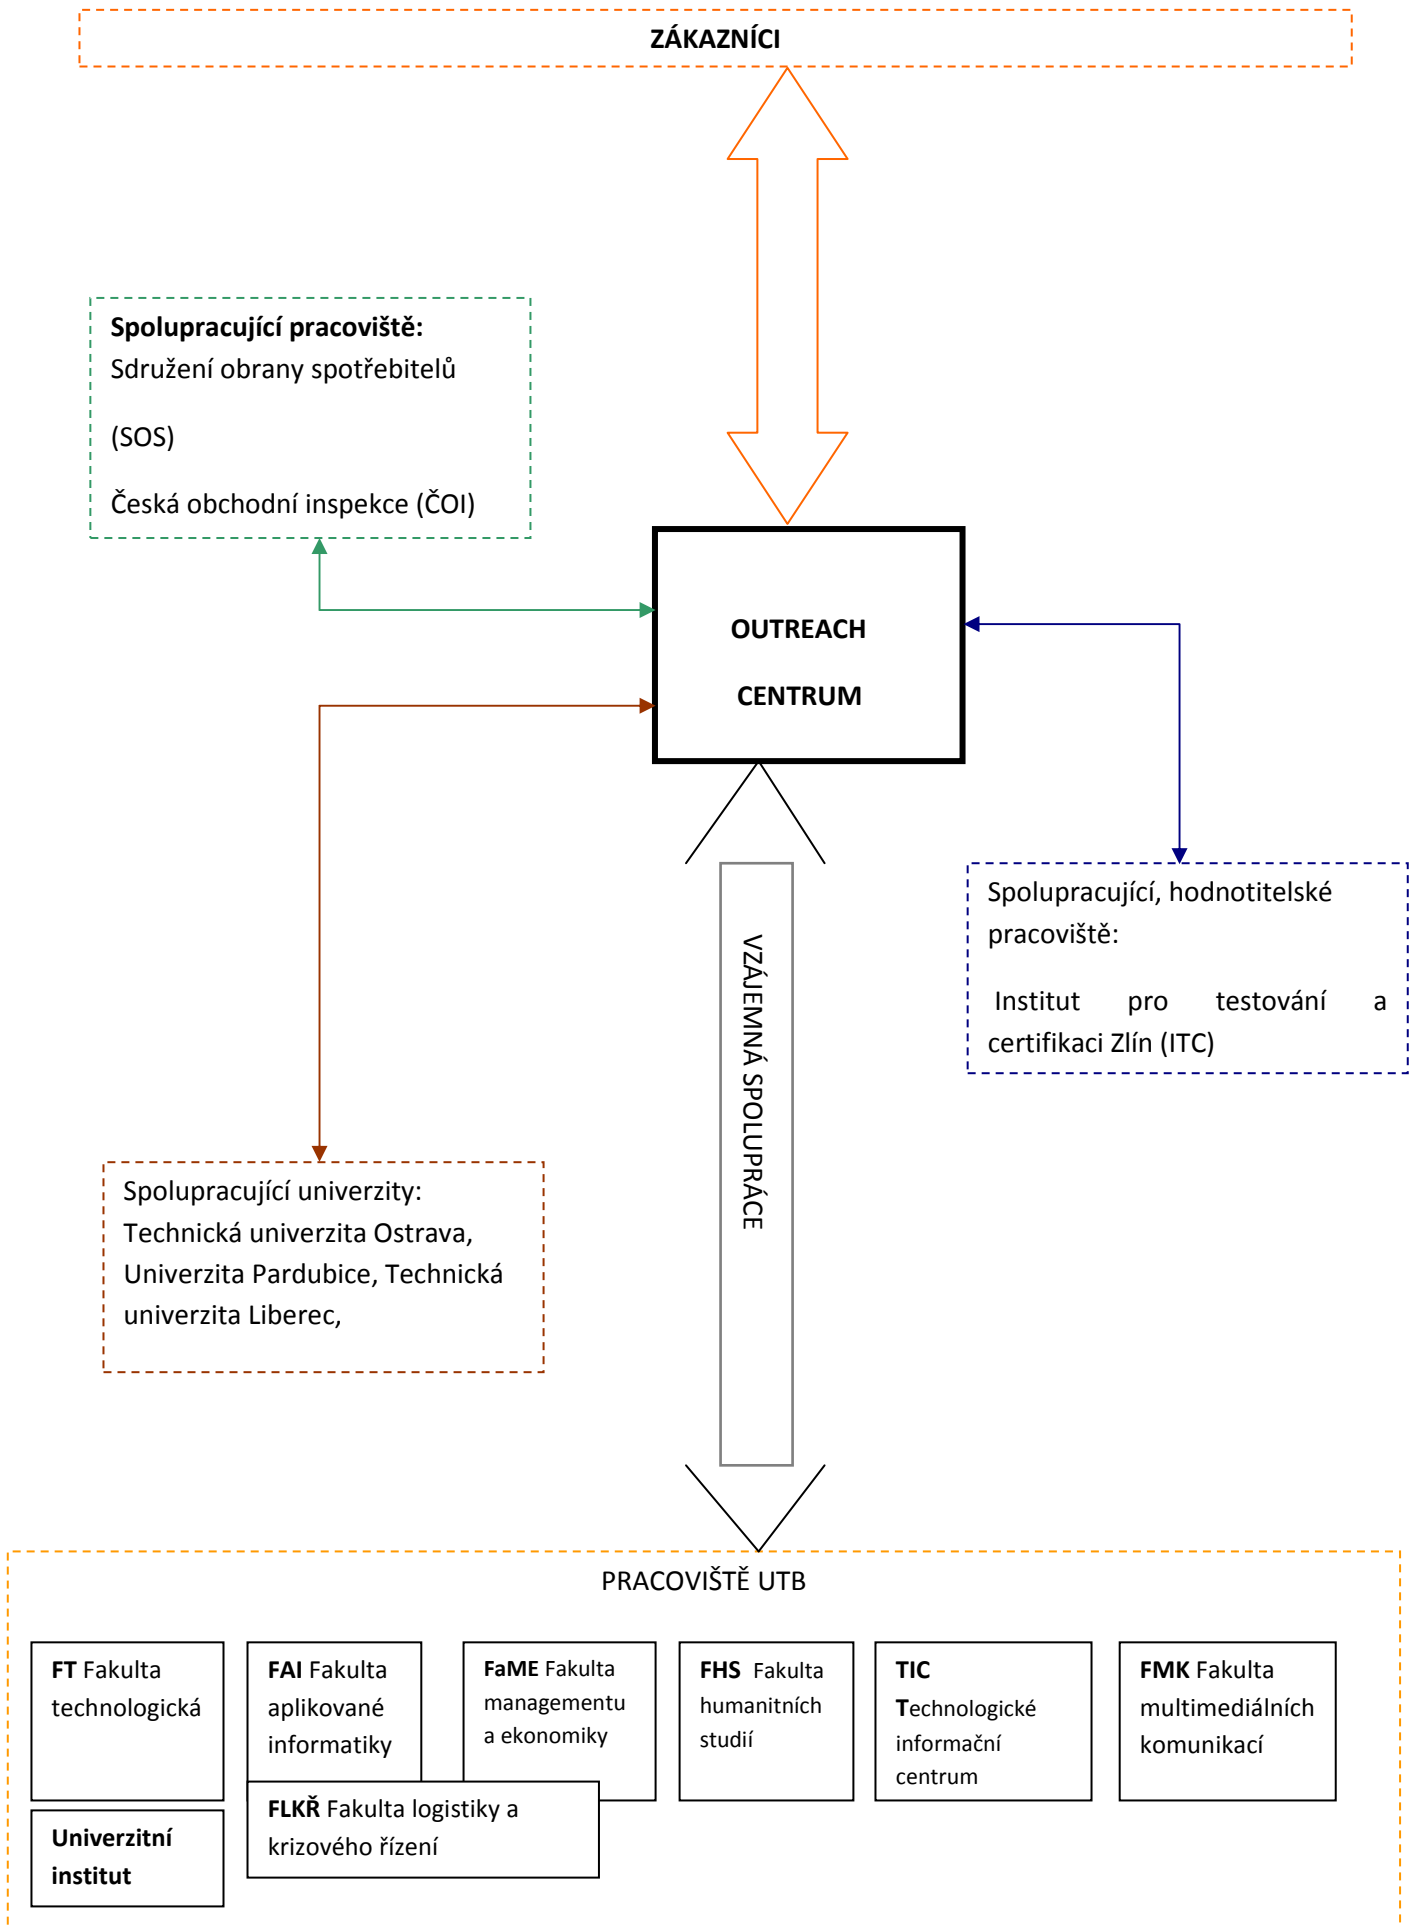 ZÁKAZNÍCI
Spolupracující pracoviště:
Sdružení obrany spotřebitelů
(SOS)
Česká obchodní inspekce (ČOI)
OUTREACH
CENTRUM
Spolupracující, hodnotitelské
pracoviště:
Institut pro testování a
certifikaci Zlín (ITC)
VZÁJEMNÁ SPOLUPRÁCE
Spolupracující univerzity:
Technická univerzita Ostrava,
Univerzita Pardubice, Technická
univerzita Liberec,
PRACOVIŠTĚ UTB
FT Fakulta
technologická
FAI Fakulta
aplikované
informatiky
FaME Fakulta
managementu
a ekonomiky
FHS Fakulta
humanitních
studií
TIC
Technologické
informační
centrum
FMK Fakulta
multimediálních
komunikací
Univerzitní
institut
FLKŘ Fakulta logistiky a
krizového řízení